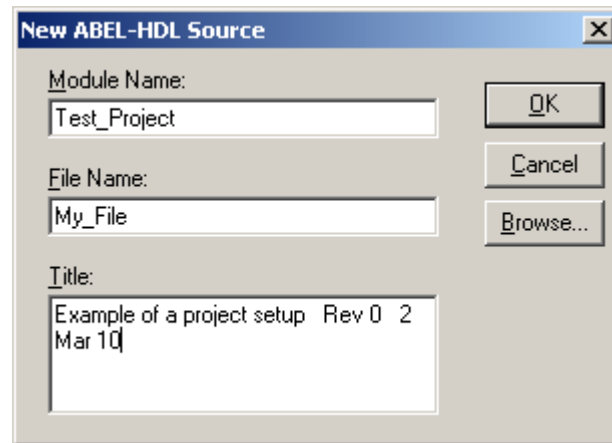 New ABEL-HDL Source
Module Name:
Test_Project
OK
Cancel
File Name:
My_File
Browse...
Title:
Example of a project setup   Rev 0   2
Mar 10